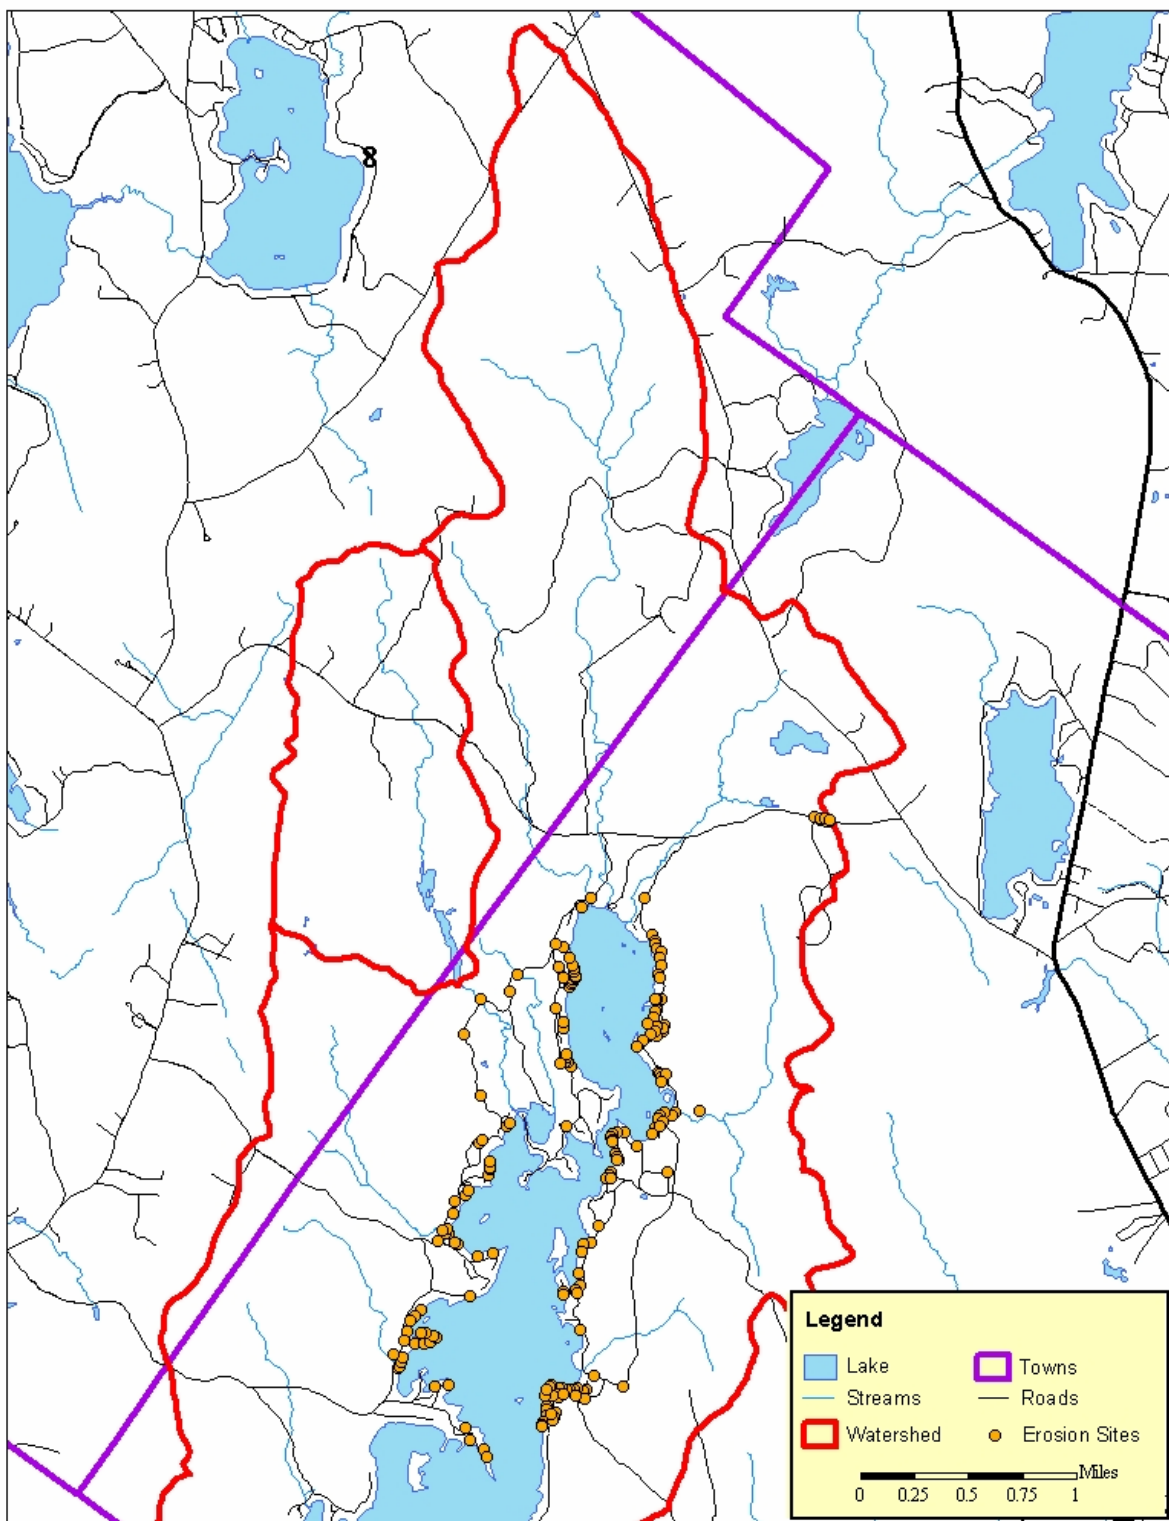 8
Legend
Lake Towns
Streams Roads
Watershed Erosion Sites
Miles
0 0.25 0.5 0.75 1